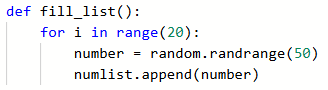 def fill_list():
    for i in range(20):
        number = random.randrange(50)
        numlist.append(number)